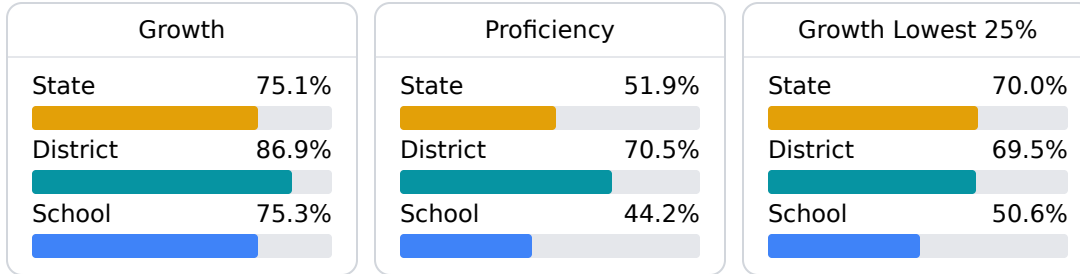 Growth
State 75.1%
District 86.9%
School 75.3%
Proficiency
State 51.9%
District 70.5%
School 44.2%
Growth Lowest 25%
State 70.0%
District 69.5%
School 50.6%